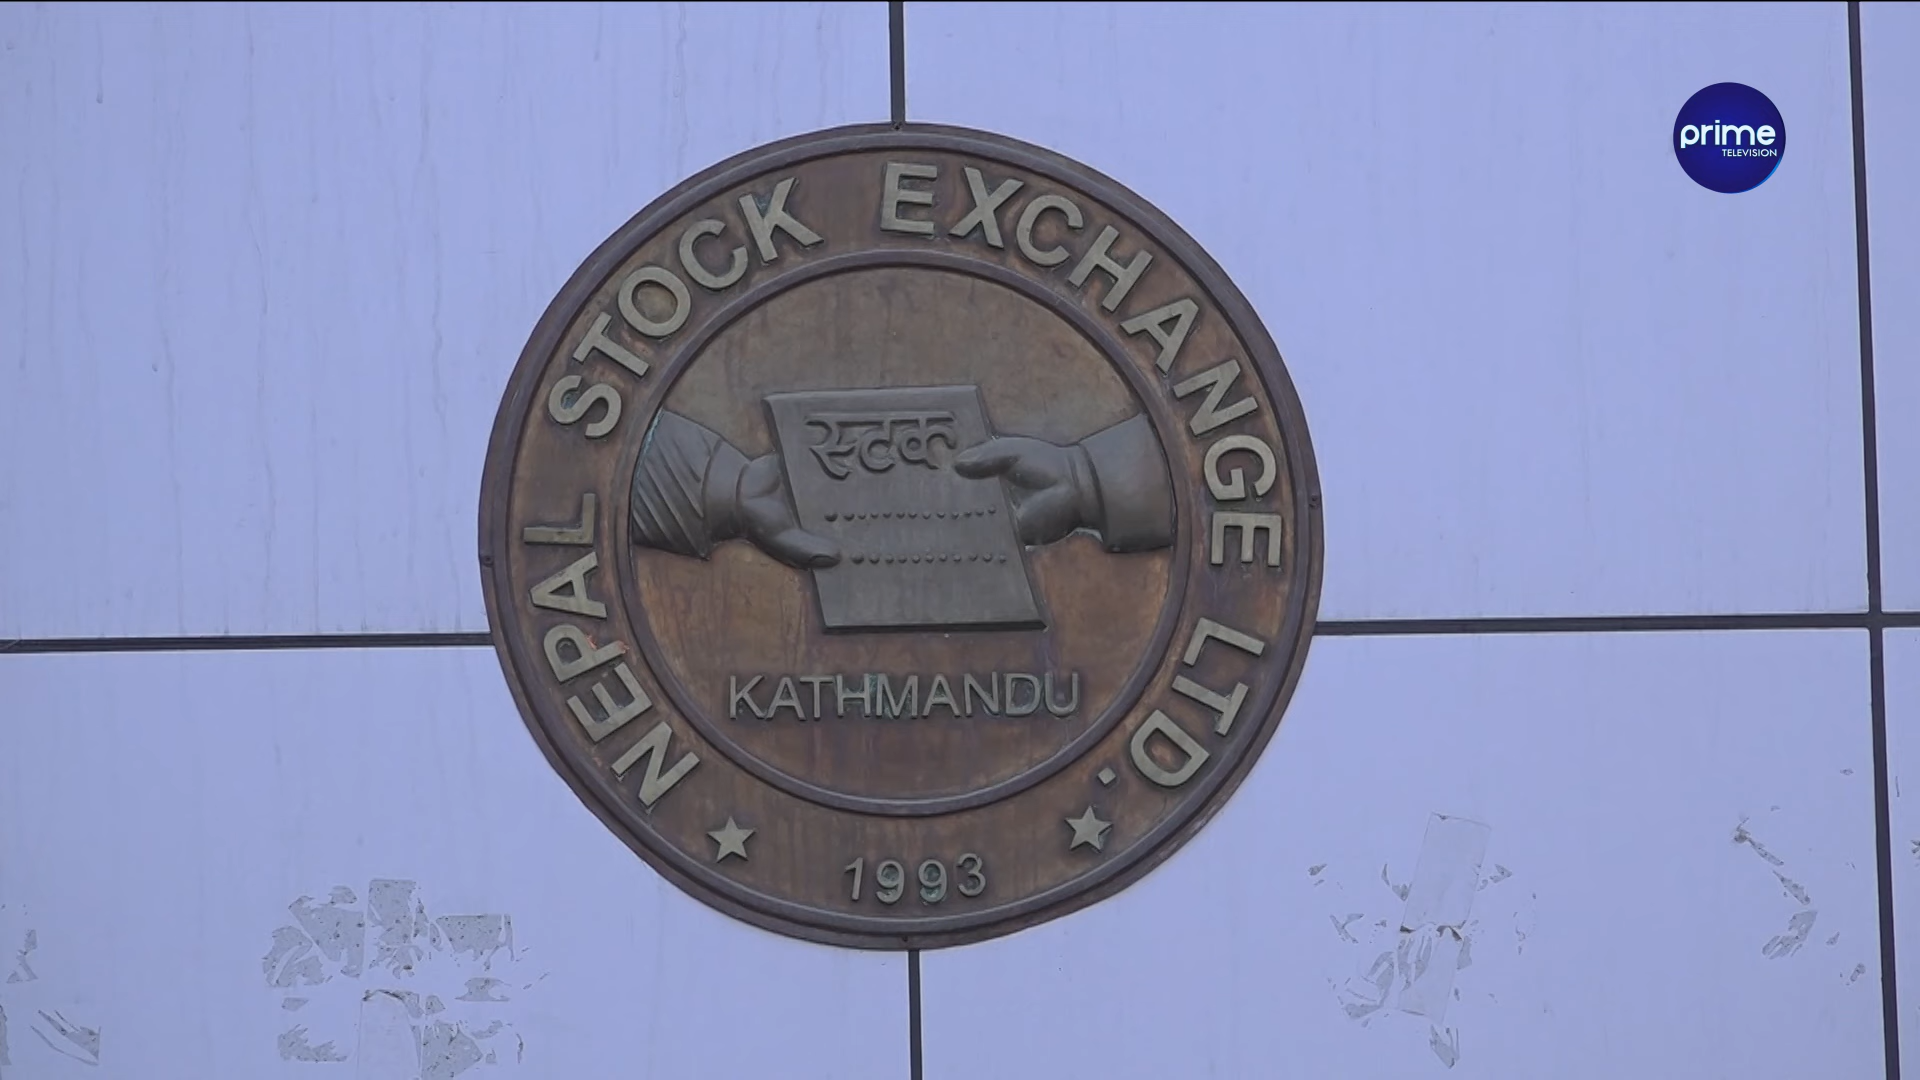 NEPAL STOCK EXCHANGE LTD.
स्टक
KATHMANDU
1993
prime
TELEVISION